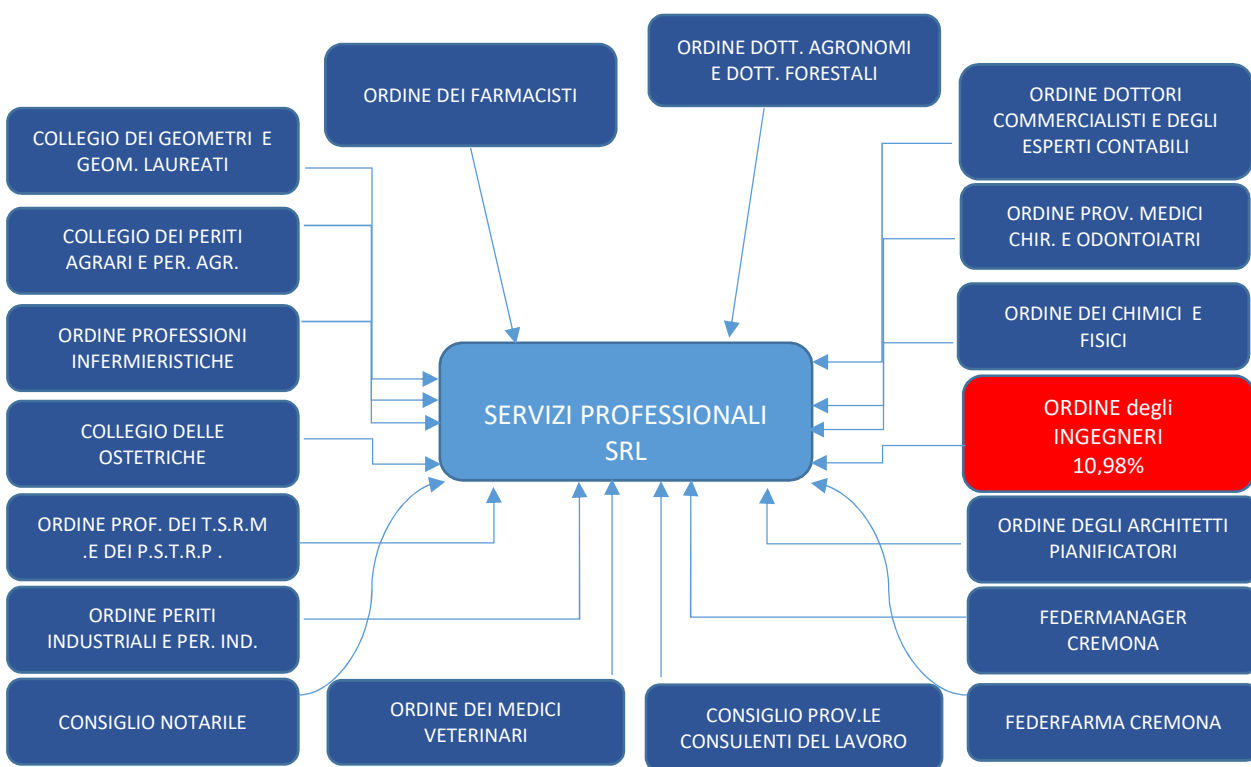 ORDINE DEI FARMACISTI
ORDINE DOTT. AGRONOMI
E DOTT. FORESTALI
COLLEGIO DEI GEOMETRI E
GEOM. LAUREATI
COLLEGIO DEI PERITI
AGRARI E PER. AGR.
ORDINE PROFESSIONI
INFERMIERISTICHE
COLLEGIO DELLE
OSTETRICHE
ORDINE PROF. DEI T.S.R.M
.E DEI P.S.T.R.P .
ORDINE PERITI
INDUSTRIALI E PER. IND.
CONSIGLIO NOTARILE
SERVIZI PROFESSIONALI
SRL
ORDINE DEI MEDICI
VETERINARI
CONSIGLIO PROV.LE
CONSULENTI DEL LAVORO
ORDINE DOTTORI
COMMERCIALISTI E DEGLI
ESPERTI CONTABILI
ORDINE PROV. MEDICI
CHIR. E ODONTOIATRI
ORDINE DEI CHIMICI E
FISICI
ORDINE degli
INGEGNERI
10,98%
ORDINE DEGLI ARCHITETTI
PIANIFICATORI
FEDERMANAGER
CREMONA
FEDERFARMA CREMONA